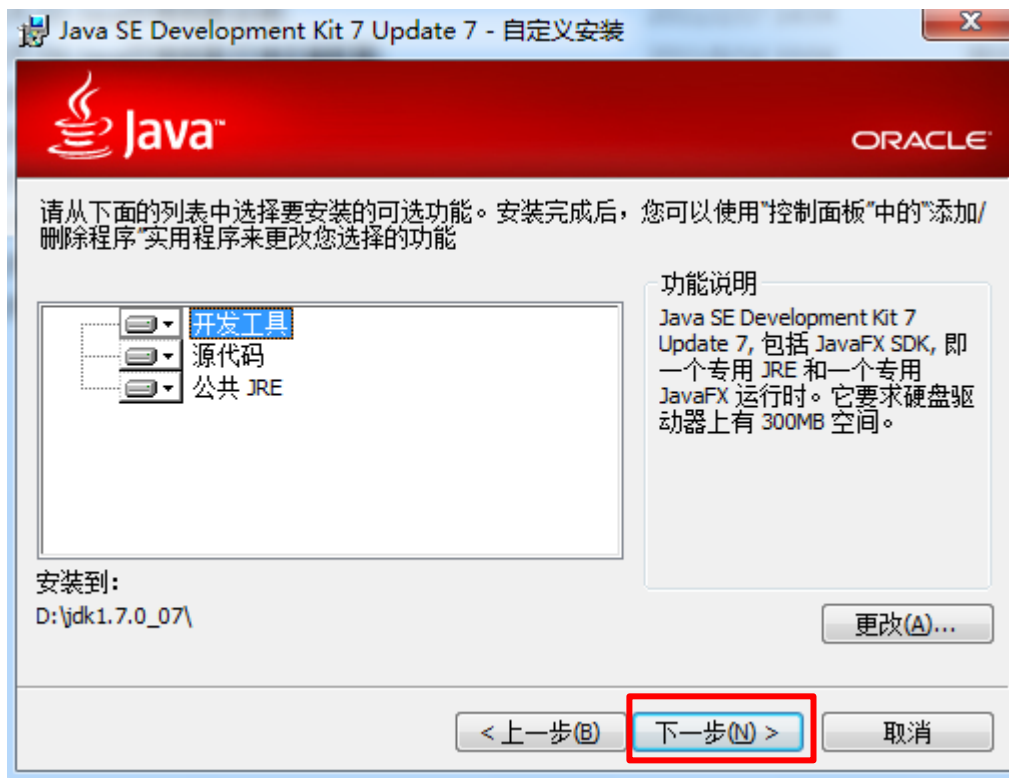 Java SE Development Kit 7 Update 7 - 自定义安装
Java™
ORACLE
请从下面的列表中选择要安装的可选功能。安装完成后，您可以使用"控制面板"中的"添加/
删除程序"实用程序来更改您选择的功能
开发工具
源代码
公共 JRE
功能说明
Java SE Development Kit 7
Update 7, 包括 JavaFX SDK, 即
一个专用 JRE 和一个专用
JavaFX 运行时。它要求硬盘驱
动器上有 300MB 空间。
安装到：
D:\jdk1.7.0_07\
更改(A)...
<上一步(B)
下一步(N) >
取消